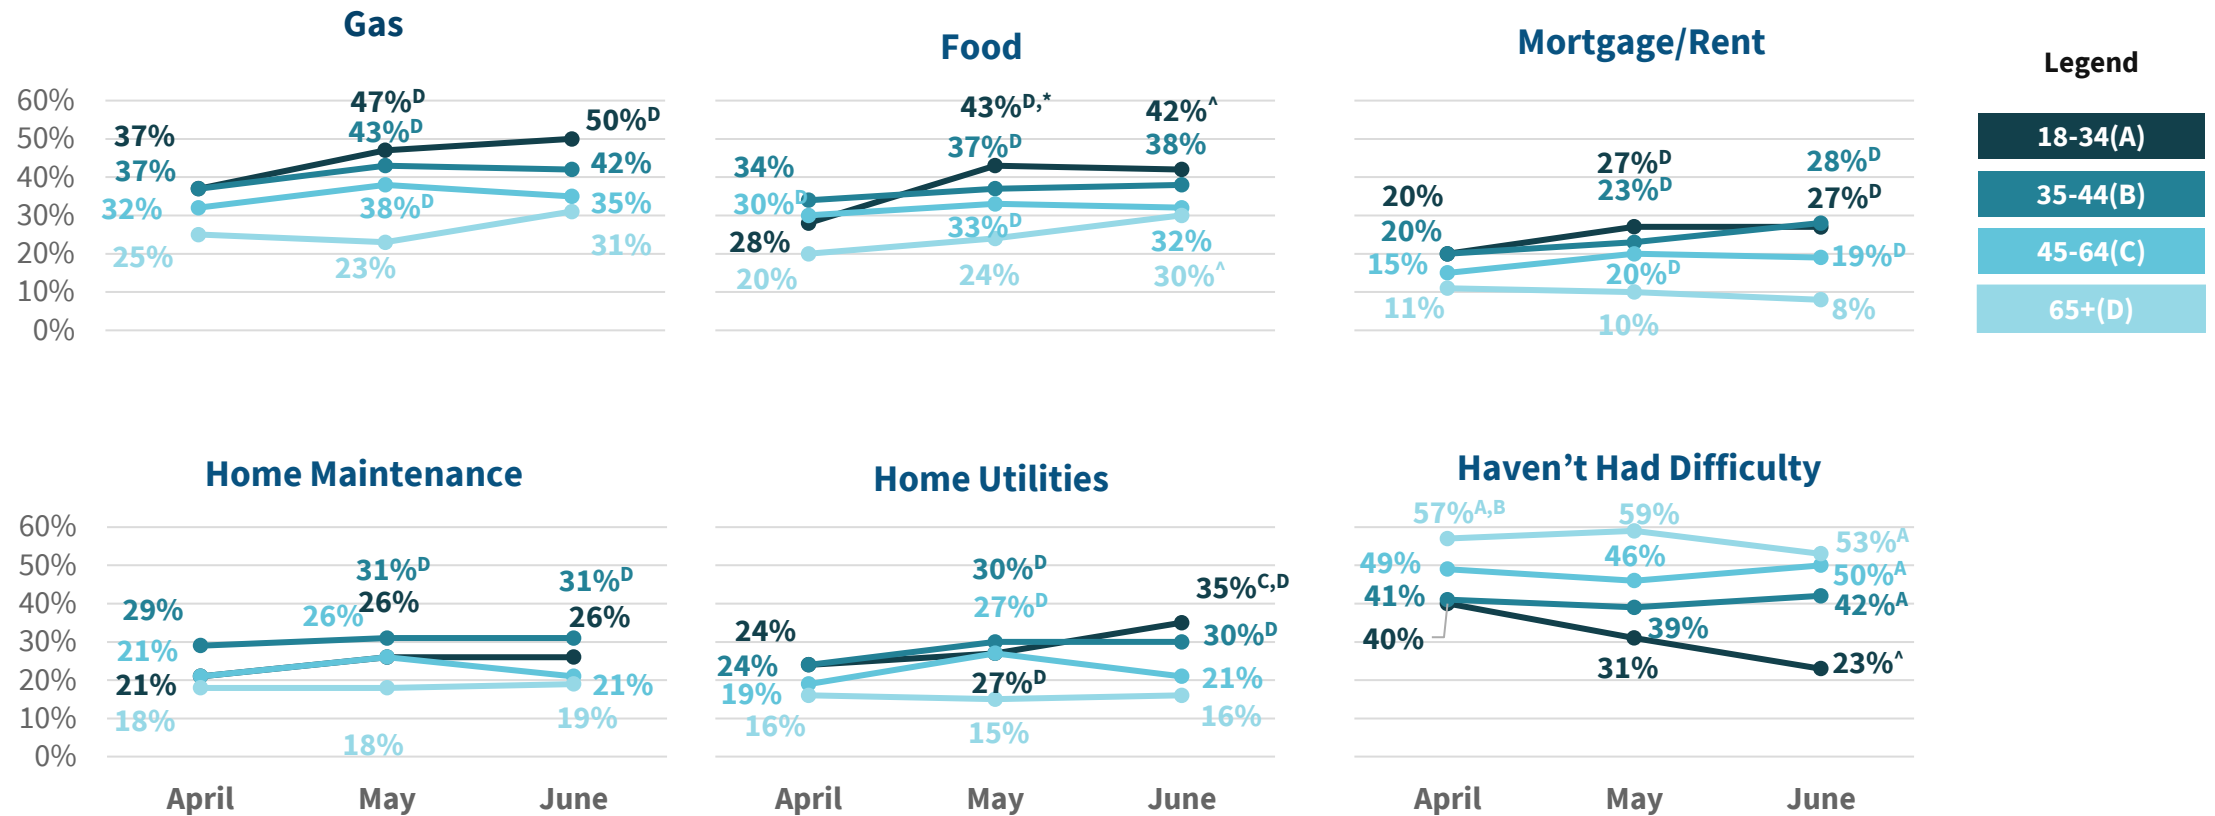 Gas
60%
50%
40%
30%
20%
10%
0%
37%
37%
32%
25%
47%D
43%D
38%D
23%
50%D
42%
35%
31%
Food
34%
30%D
28%
20%
43%D,*
37%D
33%D
24%
42%^
38%
32%
30%^
Mortgage/Rent
20%
20%
15%
11%
27%D
23%D
20%D
10%
28%D
27%D
19%D
8%
Legend
18-34(A)
35-44(B)
45-64(C)
65+(D)
Home Maintenance
60%
50%
40%
30%
20%
10%
0%
29%
21%
21%
18%
31%D
26%
26%
18%
31%D
26%
21%
19%
April May June
Home Utilities
24%
24%
19%
16%
30%D
27%D
27%D
15%
35%C,D
30%D
21%
16%
April May June
Haven’t Had Difficulty
57%A,B
49%
41%
40%
59%
46%
39%
31%
53%A
50%A
42%A
23%^
April May June